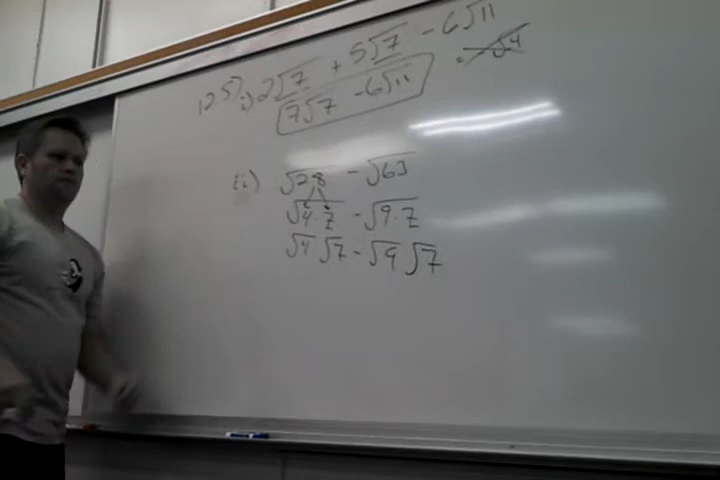 12.5) i) 2√7 + 5√7 - 6√11
7√7 - 6√11
ii) √28 - √63
√4·7 - √9·7
√4 √7 - √9 √7